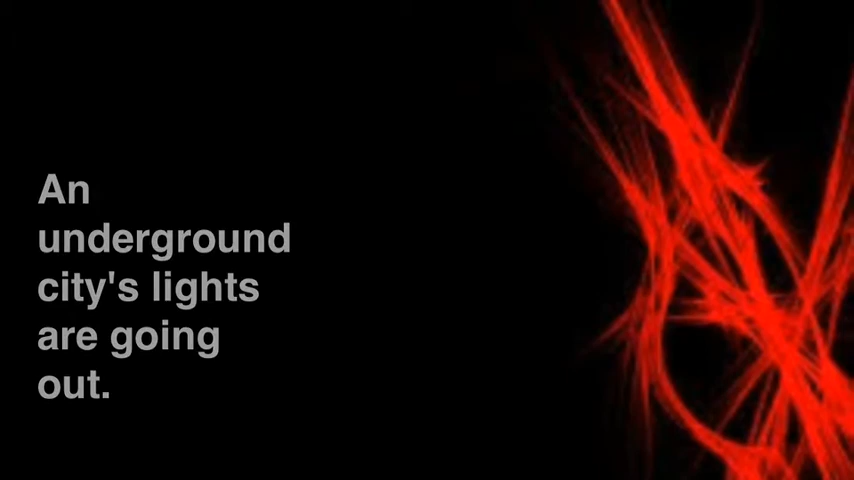 An
underground
city's lights
are going
out.